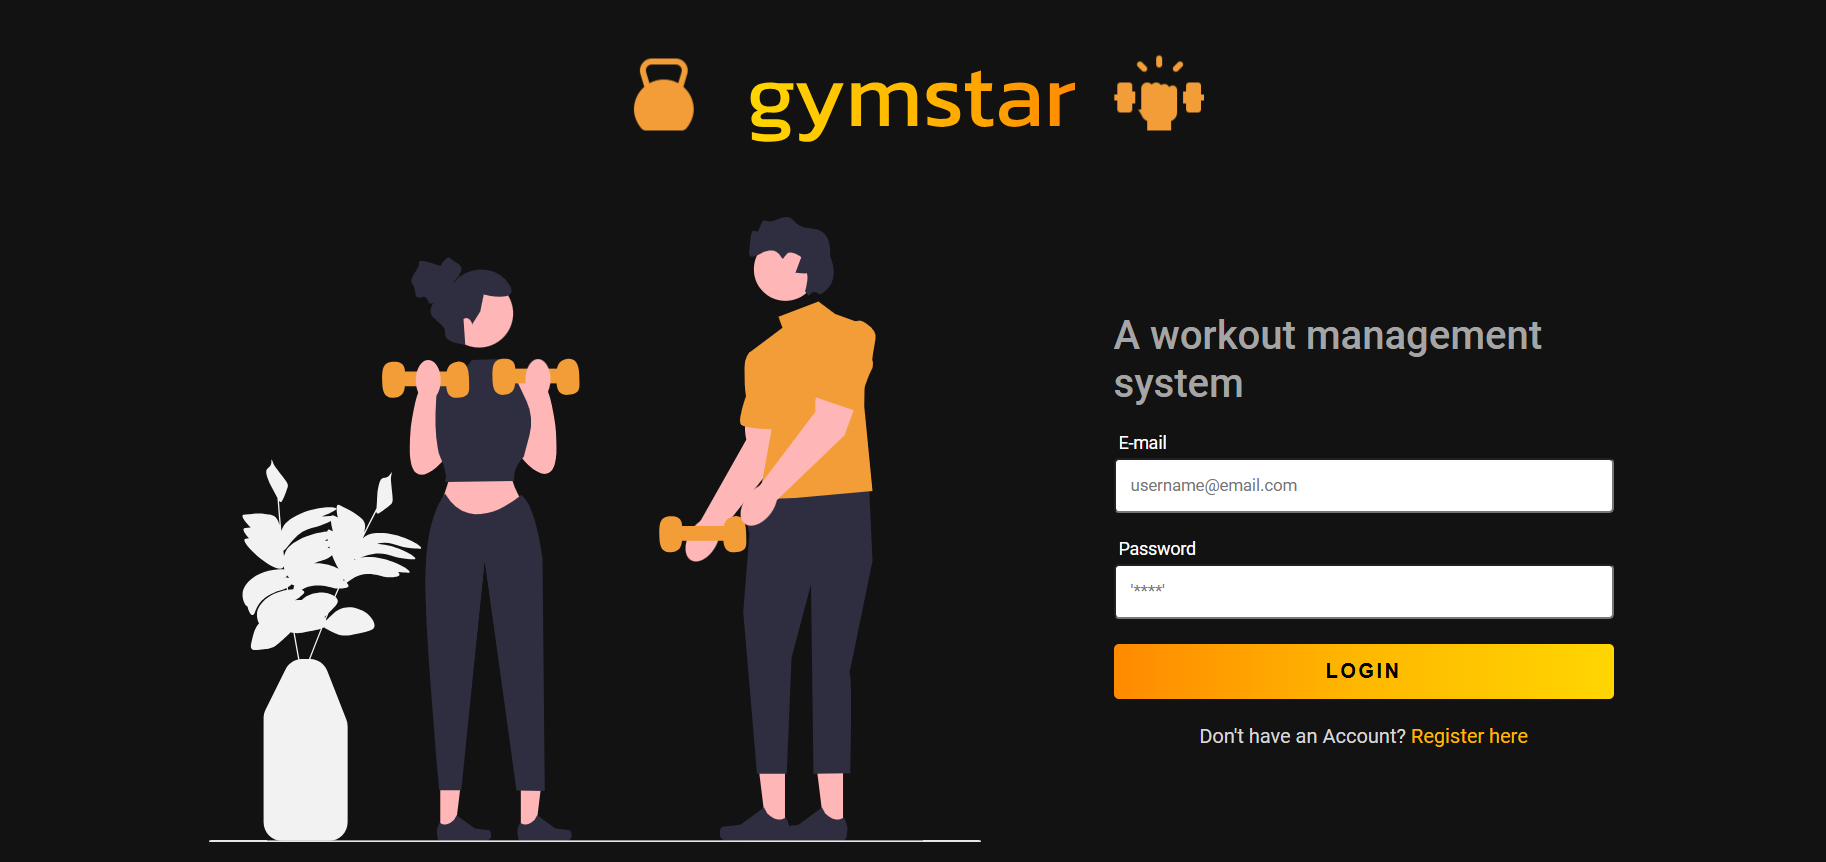 gymstar
A workout management
system
E-mail
username@email.com
Password
'****'
LOGIN
Don't have an Account? Register here